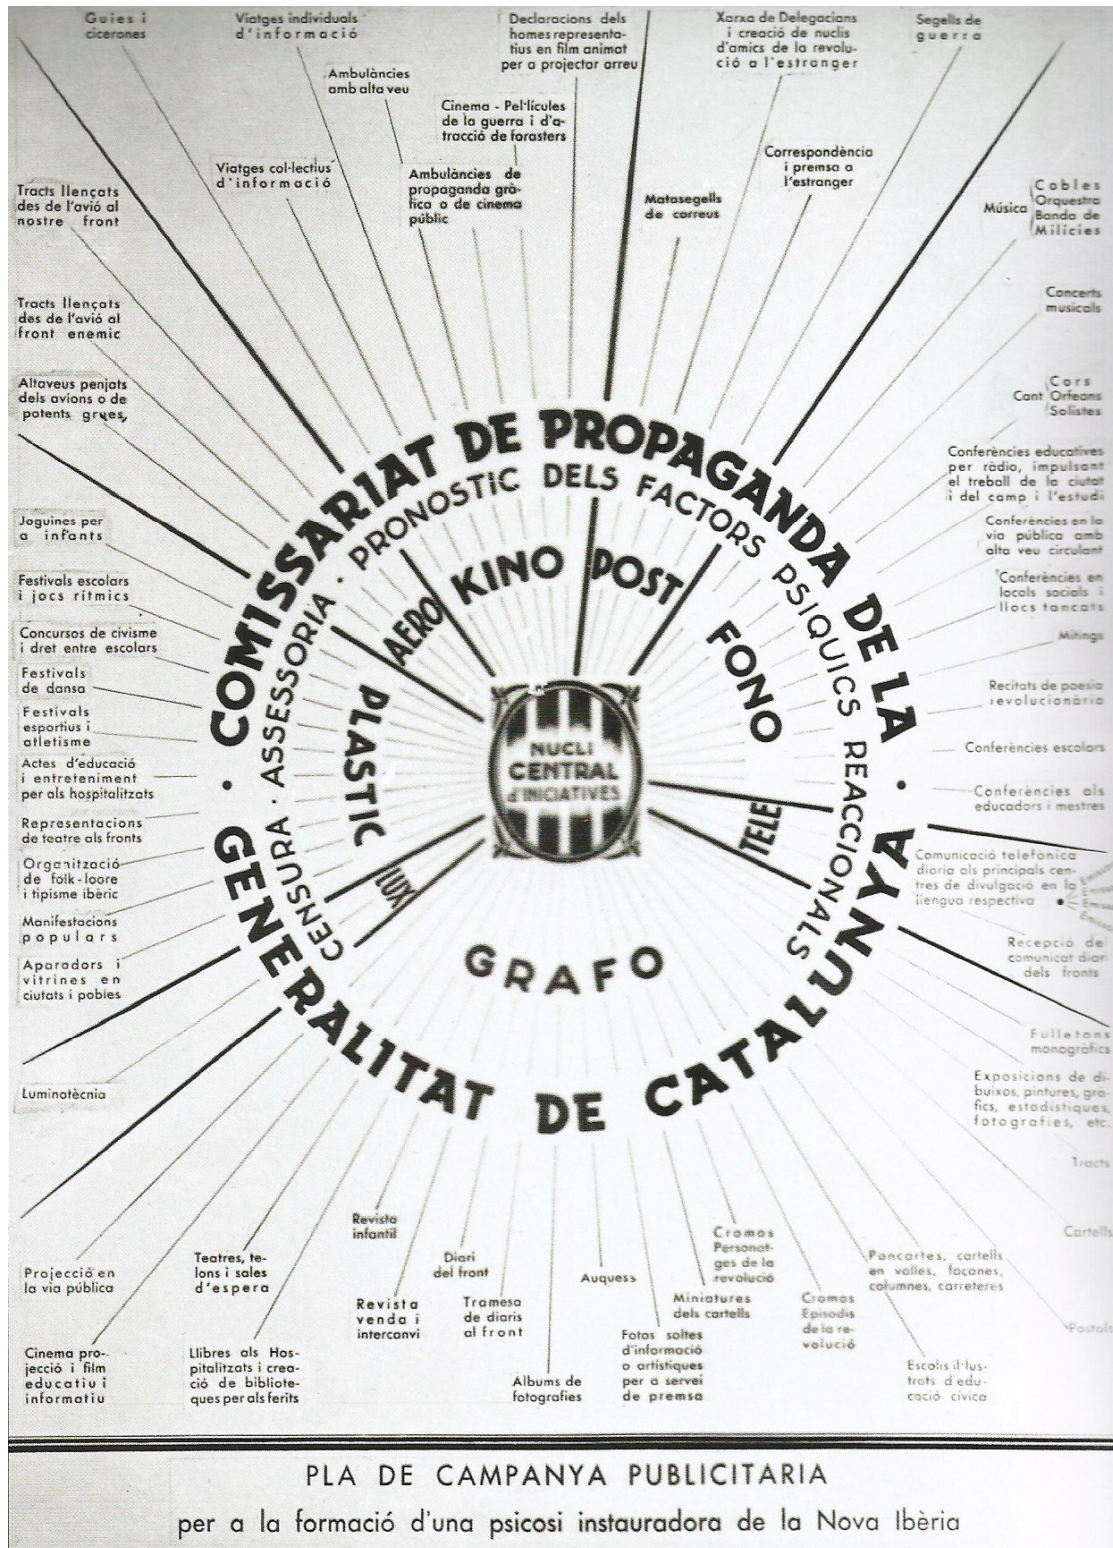 Guies i
cicerones
Viatges individuals
d'informació
Declaracions dels
homes representa-
tius en film animat
per a projectar arreu
Xarxa de Delegacians
i creació de nuclis
d'amics de la revolu-
ció a l'estranger
Segells de
guerra
Ambulàncies
amb alta veu
Cinema - Pel·lícules
de la guerra i d'a-
tracció de forasters
Viatges col·lectius
d'informació
Ambulàncies de
propaganda grà-
fica o de cinema
públic
Matasegells
de correus
Correspondència
i premsa a
l'estranger
Música
Cobles
Orquestra
Banda de
Milícies
Tracts llençats
des de l'avió al
nostre front
Tracts llençats
des de l'avió al
front enemic
Altaveus penjats
dels avions o de
potents grues,
Concerts
musicals
Cant
Cors
Orfeons
Solistes
Conferències educatives
per ràdio, impulsant
el treball de la ciutat
i del camp i l'estudi
Conferències en la
via pública amb
alta veu circulant
Conferències en
locals socials i
llocs tancats
Mítings
Recitats de poesia
revolucionària
Conferències escolars
Conferències als
educadors i mestres
Comunicació telefònica
diària als principals cen-
tres de divulgació en la
llengua respectiva
Recepció de
comunicat diari
dels fronts
Joguines per
a infants
Festivals escolars
i jocs rítmics
Concursos de civisme
i dret entre escolars
Festivals
de dansa
Festivals
esportius i
atletisme
Actes d'educació
i entreteniment
per als hospitalitzats
Representacions
de teatre als fronts
Organització
de folk-loore
i tipisme ibèric
Manifestacions
populars
Aparadors i
vitrines en
ciutats i pobles
Luminotècnia
COMISSARIAT DE PROPAGANDA DE LA
GENERALITAT DE CATALUNYA
CENSURA · ASSESSORIA · PRONOSTIC DELS FACTORS PSIQUICS REACCIONALS
AERO
KINO
POST
FONO
TELE
GRAFO
LUX
PLASTIC
NUCLI
CENTRAL
d'INICIATIVES
Fulletons
monogràfics
Exposicions de di-
buixos, pintures, grà-
fics, estadístiques,
fotografies, etc.
Tracts
Cartells
Postals
Projecció en
la via pública
Cinema pro-
jecció i film
educatiu i
informatiu
Teatres, te-
lons i sales
d'espera
Llibres als Hos-
pitalitzats i crea-
ció de bibliote-
ques per als ferits
Revista
infantil
Revista
venda i
intercanvi
Diari
del front
Tramesa
de diaris
al front
Albums de
fotografies
Auques
Fotos soltes
d'informació
o artístiques
per a servei
de premsa
Miniatures
dels cartells
Cromos
Personat-
ges de la
revolució
Cromos
Episodis
de la re-
volució
Pancartes, cartells
en valles, façanes,
columnes, carreteres
Escolis il·lus-
trats d'edu-
cació cívica
PLA DE CAMPANYA PUBLICITARIA
per a la formació d'una psicosi instauradora de la Nova Ibèria